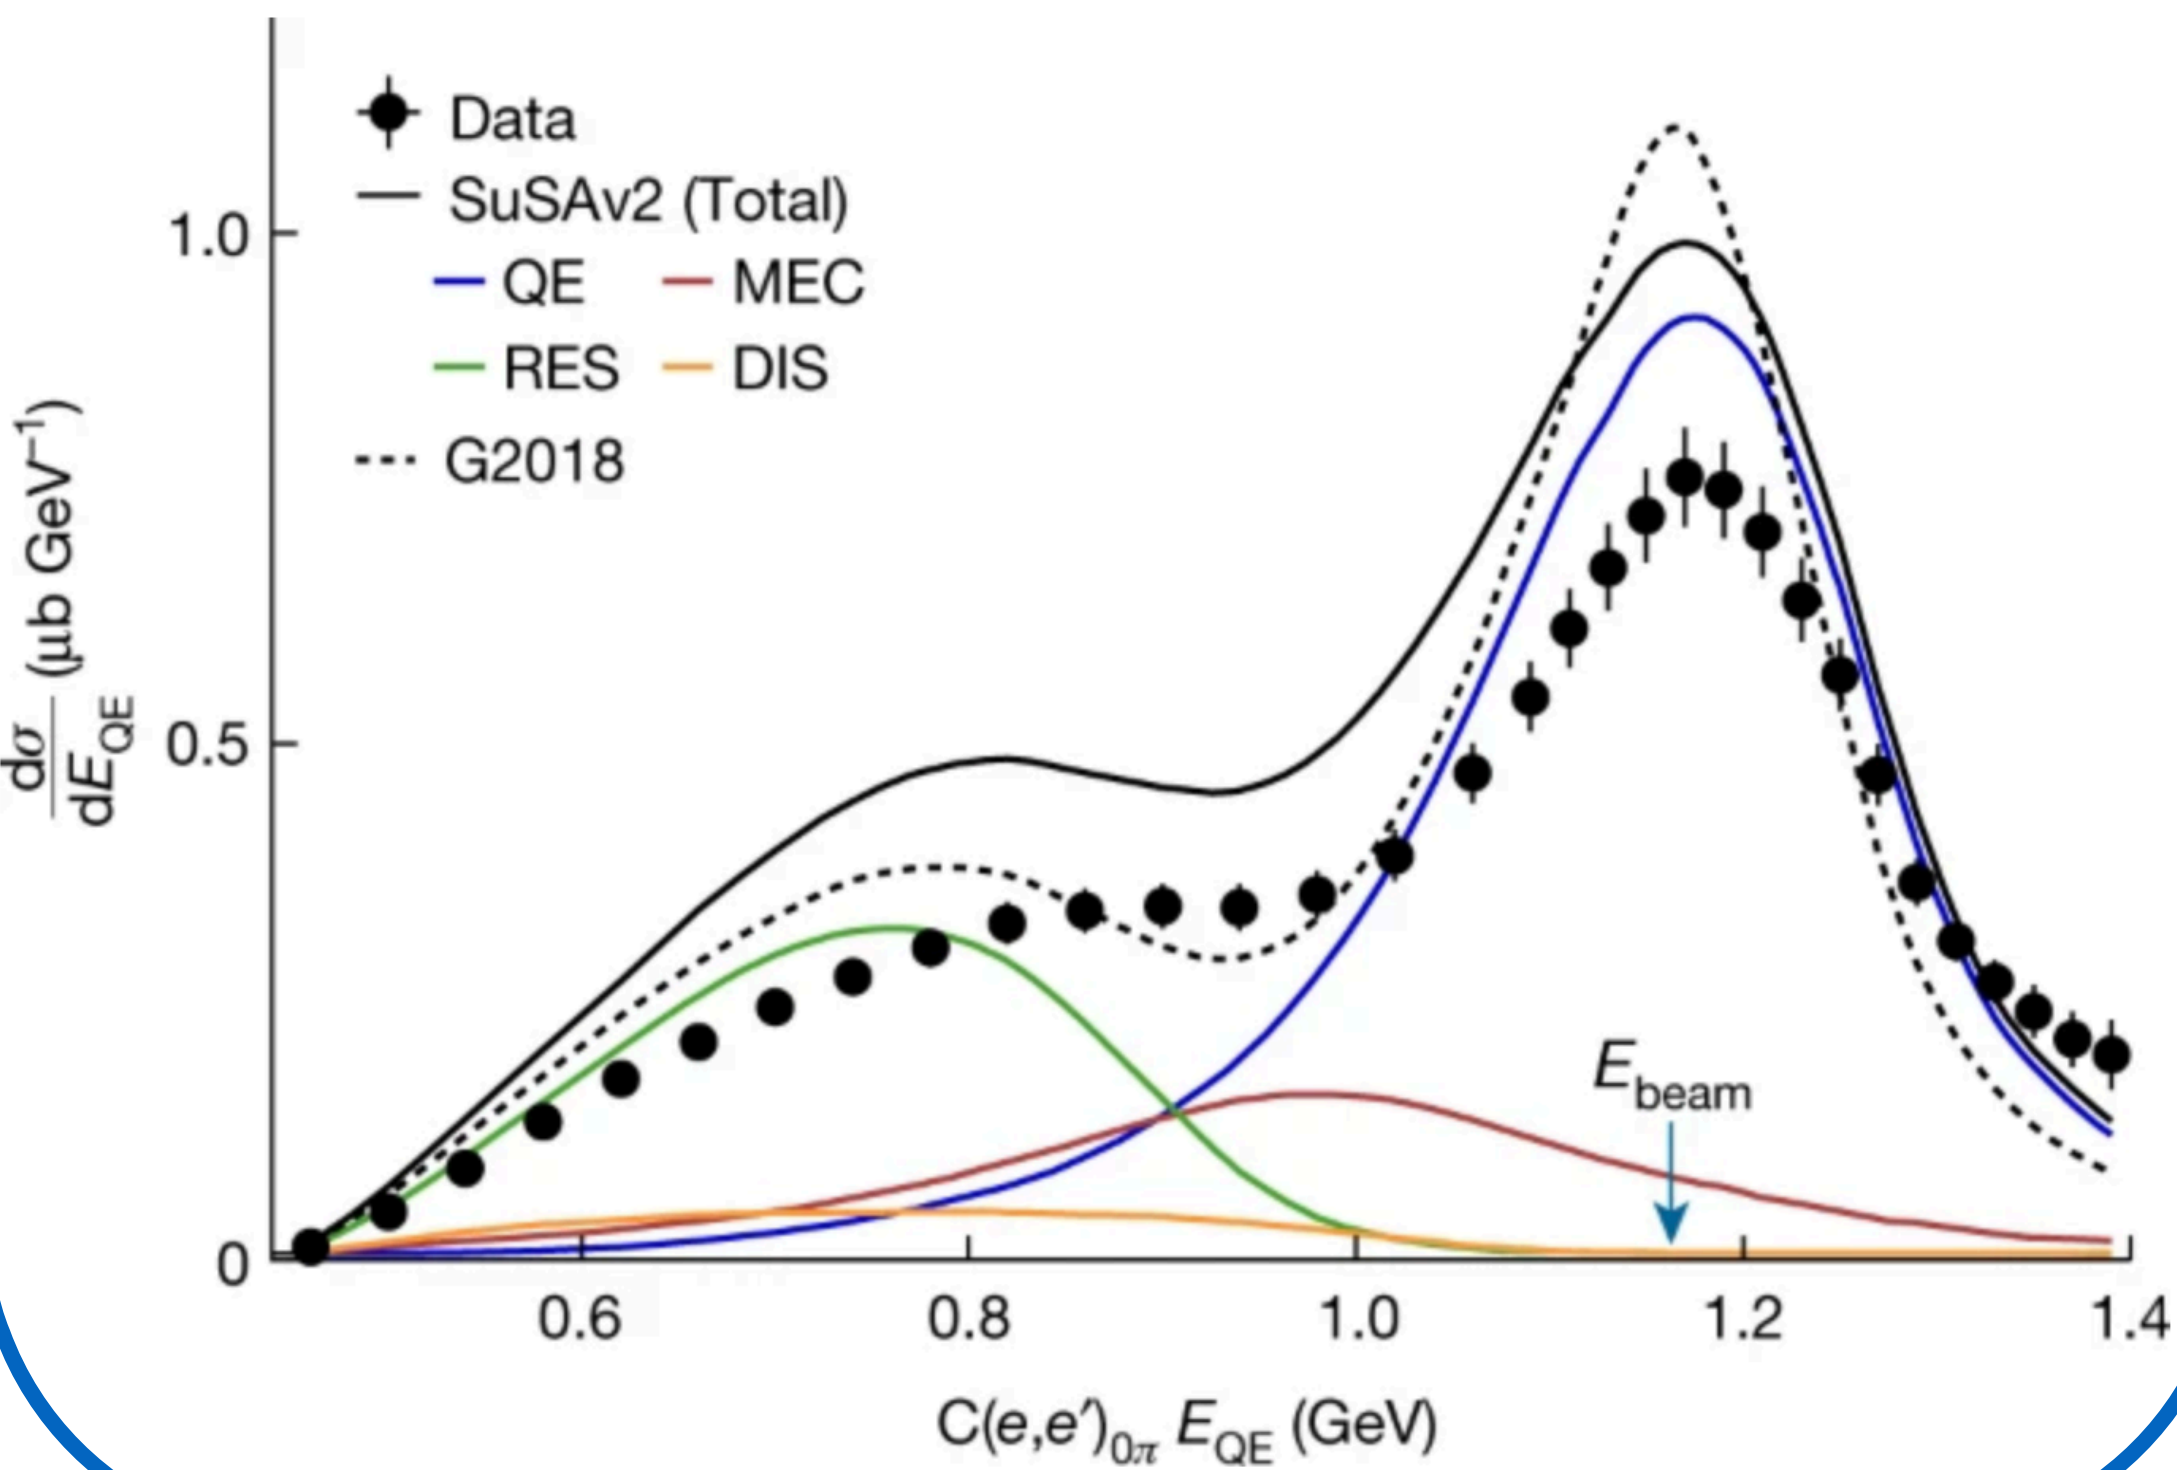 Data
SuSAv2 (Total)
QE MEC
RES DIS
G2018
1.0
0.5
0
dσ
dE_QE
(μb GeV⁻¹)
E_beam
0.6 0.8 1.0 1.2 1.4
C(e,e′)_0π E_QE (GeV)